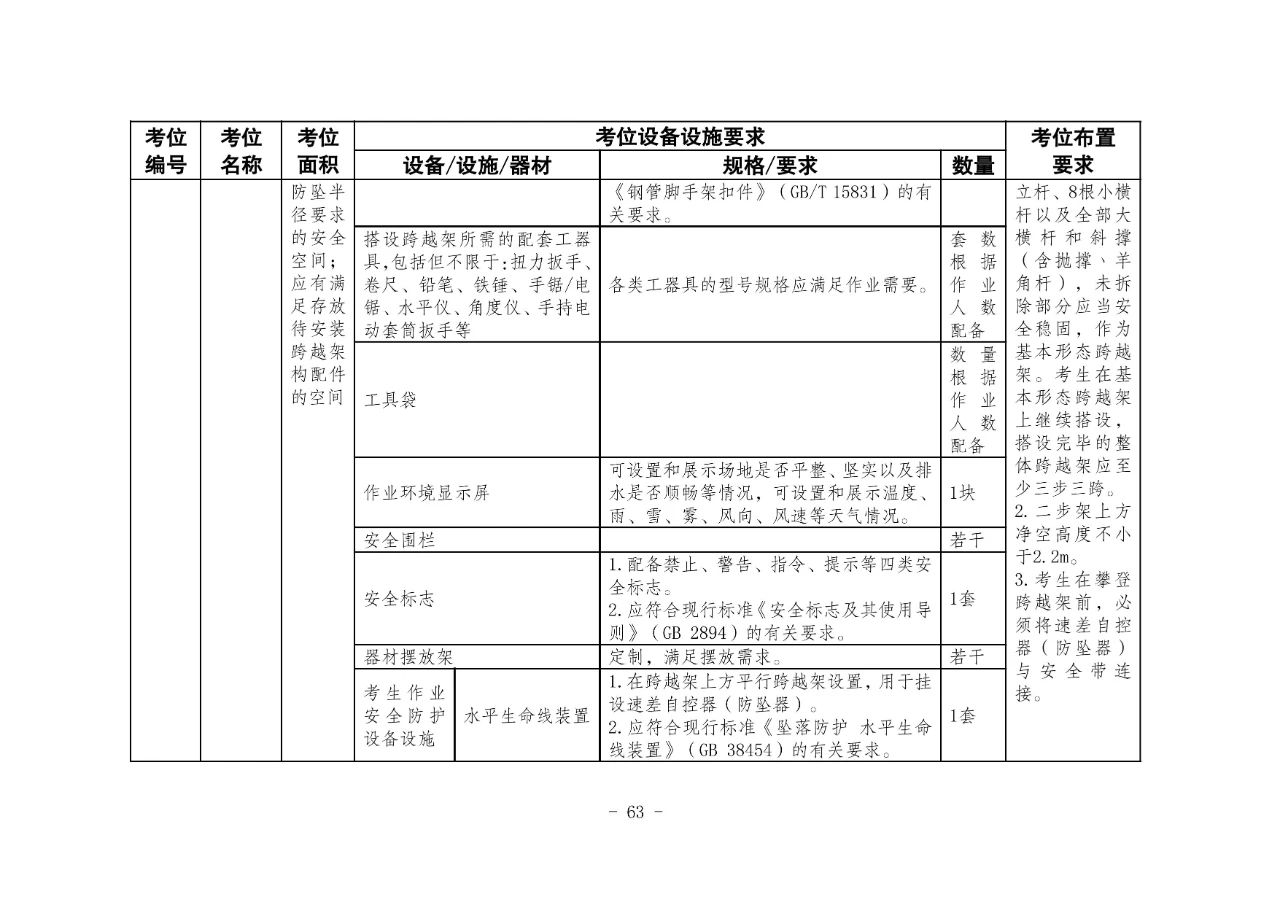 考位
编号
考位
名称
考位
面积
考位设备设施要求
设备/设施/器材
规格/要求
数量
考位布置
要求
防坠半
径要求
的安全
空间；
应有满
足存放
待安装
跨越架
构配件
的空间
《钢管脚手架扣件》（GB/T 15831）的有
关要求。
搭设跨越架所需的配套工器
具,包括但不限于:扭力扳手、
卷尺、铅笔、铁锤、手锯/电
锯、水平仪、角度仪、手持电
动套筒扳手等
各类工器具的型号规格应满足作业需要。
套数
根据
作业
人数
配备
工具袋
数量
根据
作业
人数
配备
作业环境显示屏
可设置和展示场地是否平整、坚实以及排
水是否顺畅等情况，可设置和展示温度、
雨、雪、雾、风向、风速等天气情况。
1块
安全围栏
若干
安全标志
1.配备禁止、警告、指令、提示等四类安
全标志。
2.应符合现行标准《安全标志及其使用导
则》（GB 2894）的有关要求。
1套
器材摆放架
定制，满足摆放需求。
若干
考生作业
安全防护
设备设施
水平生命线装置
1.在跨越架上方平行跨越架设置，用于挂
设速差自控器（防坠器）。
2.应符合现行标准《坠落防护 水平生命
线装置》（GB 38454）的有关要求。
1套
立杆、8根小横
杆以及全部大
横杆和斜撑
（含抛撑、羊
角杆），未拆
除部分应当安
全稳固，作为
基本形态跨越
架。考生在基
本形态跨越架
上继续搭设，
搭设完毕的整
体跨越架应至
少三步三跨。
2.二步架上方
净空高度不小
于2.2m。
3.考生在攀登
跨越架前，必
须将速差自控
器（防坠器）
与安全带连
接。
- 63 -